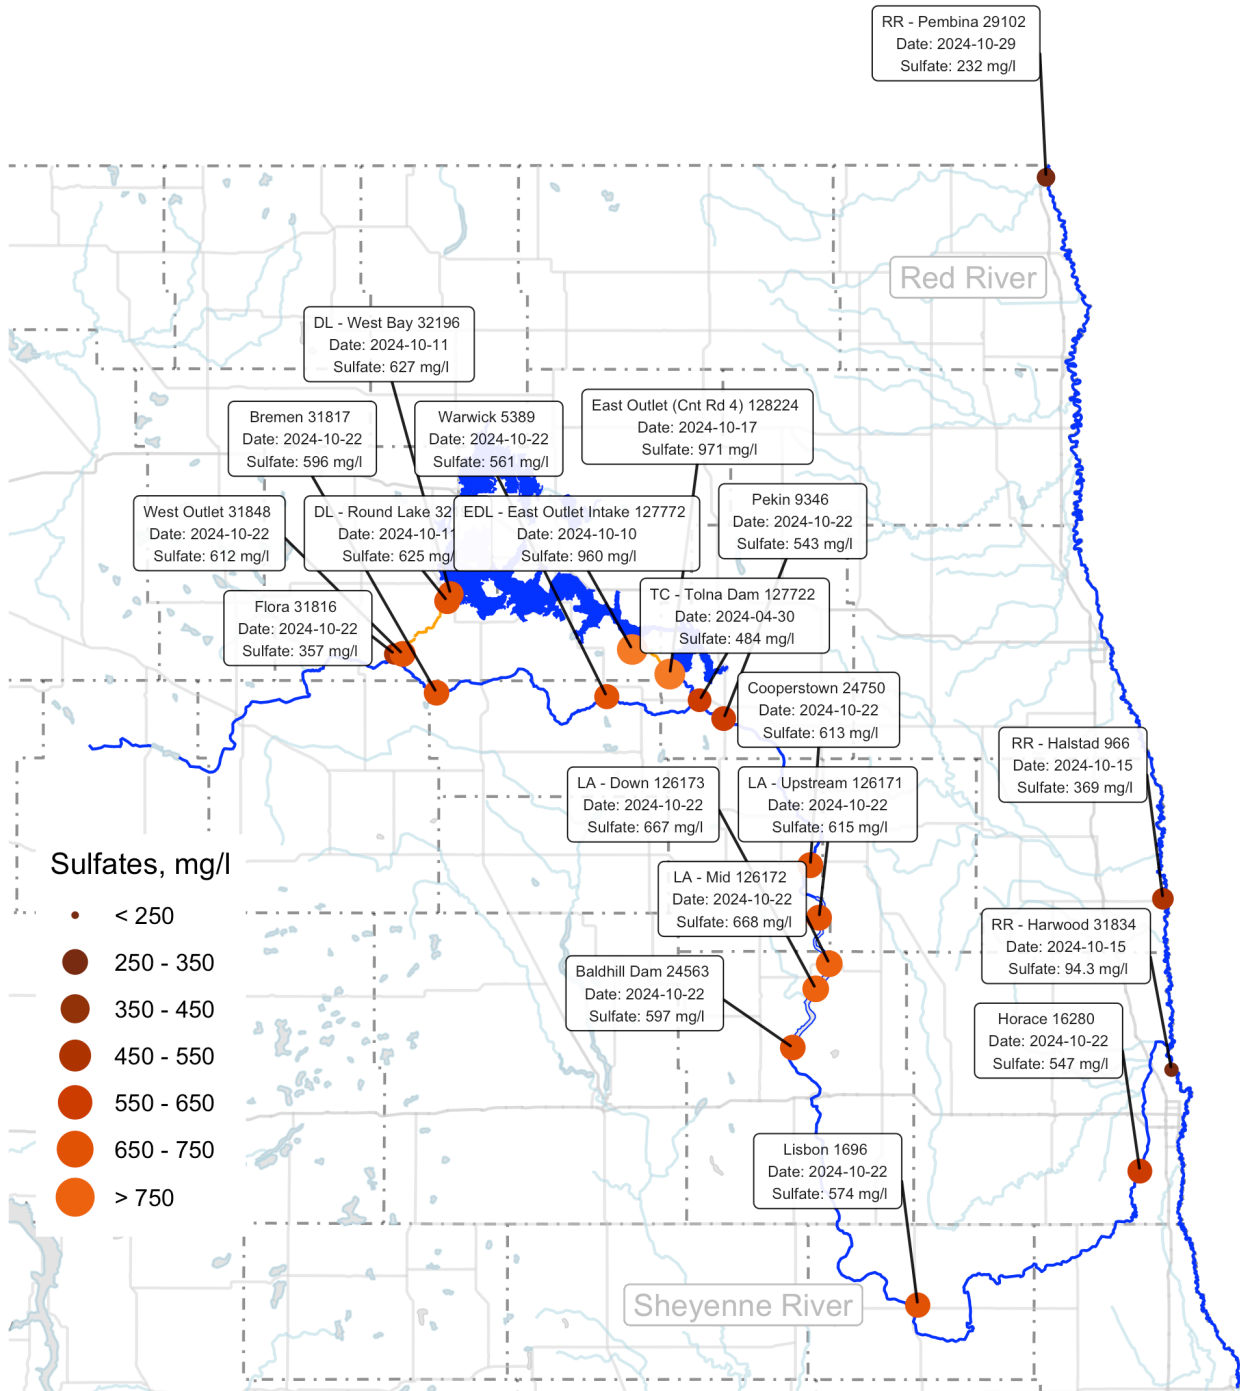 RR - Pembina 29102
Date: 2024-10-29
Sulfate: 232 mg/l
Red River
DL - West Bay 32196
Date: 2024-10-11
Sulfate: 627 mg/l
Bremen 31817
Date: 2024-10-22
Sulfate: 596 mg/l
Warwick 5389
Date: 2024-10-22
Sulfate: 561 mg/l
East Outlet (Cnt Rd 4) 128224
Date: 2024-10-17
Sulfate: 971 mg/l
West Outlet 31848
Date: 2024-10-22
Sulfate: 612 mg/l
DL - Round Lake 32
Date: 2024-10-11
Sulfate: 625 mg/
EDL - East Outlet Intake 127772
Date: 2024-10-10
Sulfate: 960 mg/l
Pekin 9346
Date: 2024-10-22
Sulfate: 543 mg/l
Flora 31816
Date: 2024-10-22
Sulfate: 357 mg/l
TC - Tolna Dam 127722
Date: 2024-04-30
Sulfate: 484 mg/l
Cooperstown 24750
Date: 2024-10-22
Sulfate: 613 mg/l
RR - Halstad 966
Date: 2024-10-15
Sulfate: 369 mg/l
LA - Down 126173
Date: 2024-10-22
Sulfate: 667 mg/l
LA - Upstream 126171
Date: 2024-10-22
Sulfate: 615 mg/l
LA - Mid 126172
Date: 2024-10-22
Sulfate: 668 mg/l
RR - Harwood 31834
Date: 2024-10-15
Sulfate: 94.3 mg/l
Baldhill Dam 24563
Date: 2024-10-22
Sulfate: 597 mg/l
Horace 16280
Date: 2024-10-22
Sulfate: 547 mg/l
Lisbon 1696
Date: 2024-10-22
Sulfate: 574 mg/l
Sheyenne River
Sulfates, mg/l
< 250
250 - 350
350 - 450
450 - 550
550 - 650
650 - 750
> 750